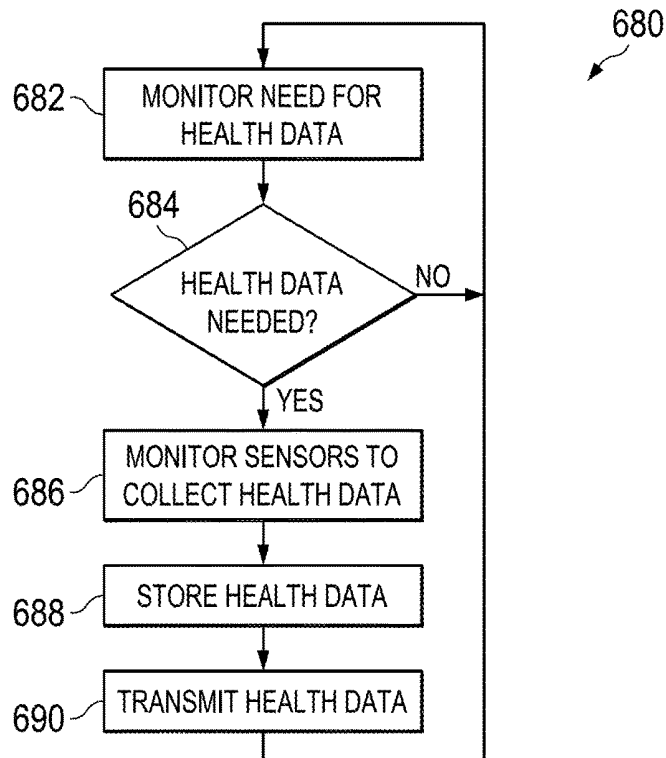 680
682
MONITOR NEED FOR
HEALTH DATA
684
HEALTH DATA
NEEDED?
NO
YES
686
MONITOR SENSORS TO
COLLECT HEALTH DATA
688
STORE HEALTH DATA
690
TRANSMIT HEALTH DATA